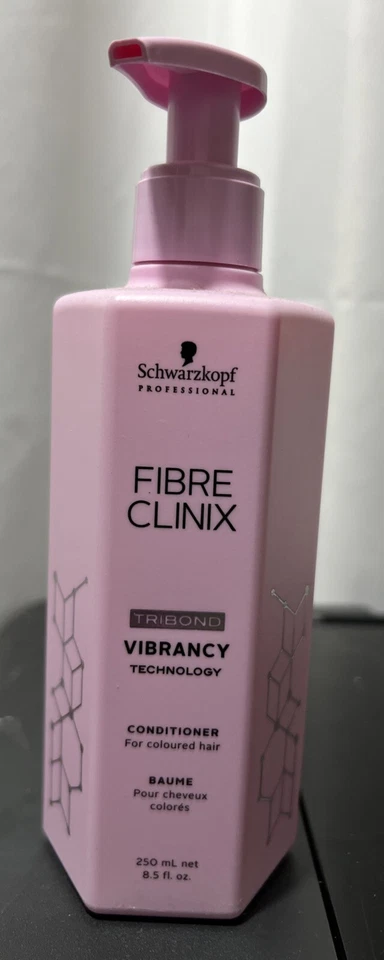 Schwarzkopf
PROFESSIONAL
FIBRE
CLINIX
TRIBOND
VIBRANCY
TECHNOLOGY
CONDITIONER
For coloured hair
BAUME
Pour cheveux
colorés
250 mL net
8.5 fl. oz.